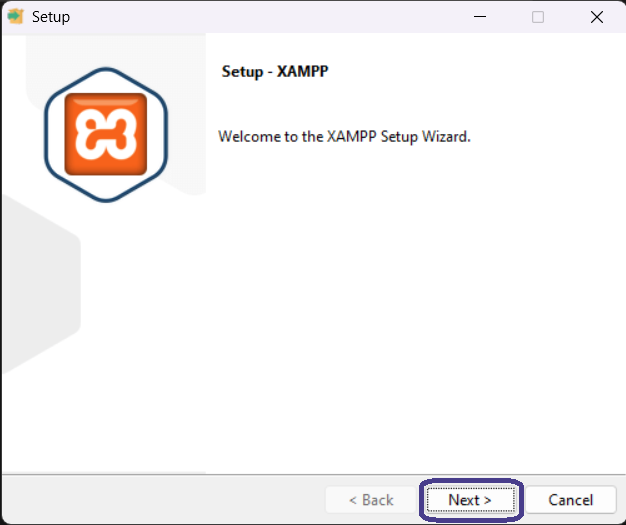 Setup
Setup - XAMPP
Welcome to the XAMPP Setup Wizard.
< Back
Next >
Cancel